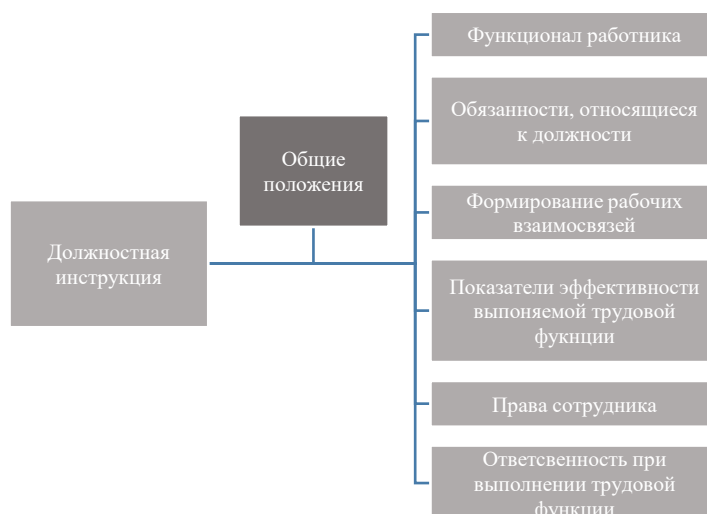 Должностная
инструкция
Общие
положения
Функционал работника
Обязанности, относящиеся
к должности
Формирование рабочих
взаимосвязей
Показатели эффективности
выпоняемой трудовой
фукнции
Права сотрудника
Ответсвенность при
выполнении трудовой
функции